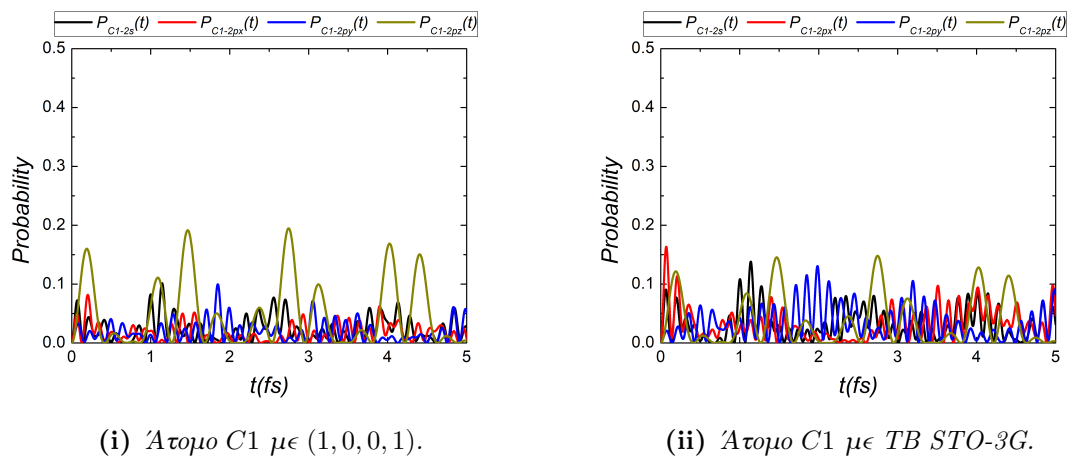 P_{C1-2s}(t) P_{C1-2px}(t) P_{C1-2py}(t) P_{C1-2pz}(t)
0.5
0.4
0.3
0.2
0.1
0.0
Probability
0 1 2 3 4 5
t(fs)
(i) Άτομο C1 με (1, 0, 0, 1).
P_{C1-2s}(t) P_{C1-2px}(t) P_{C1-2py}(t) P_{C1-2pz}(t)
0.5
0.4
0.3
0.2
0.1
0.0
Probability
0 1 2 3 4 5
t(fs)
(ii) Άτομο C1 με TB STO-3G.